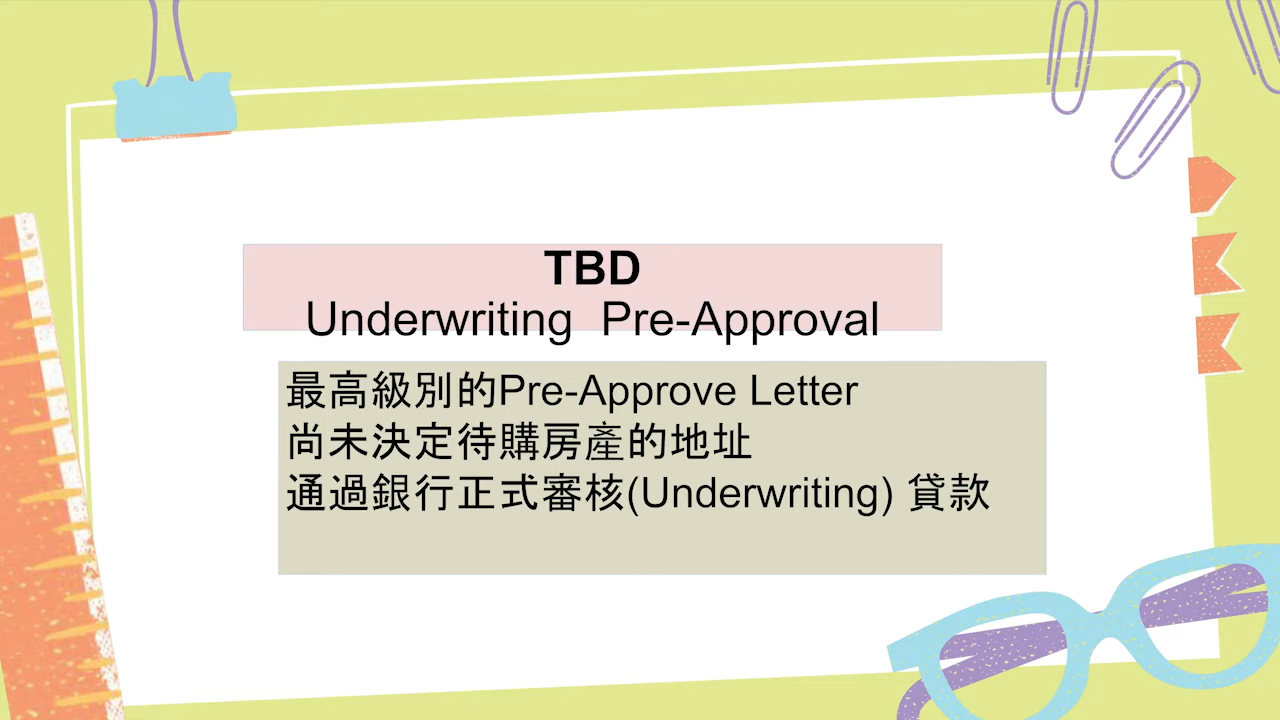 TBD
Underwriting  Pre-Approval
最高級別的Pre-Approve Letter
尚未決定待購房產的地址
通過銀行正式審核(Underwriting) 貸款